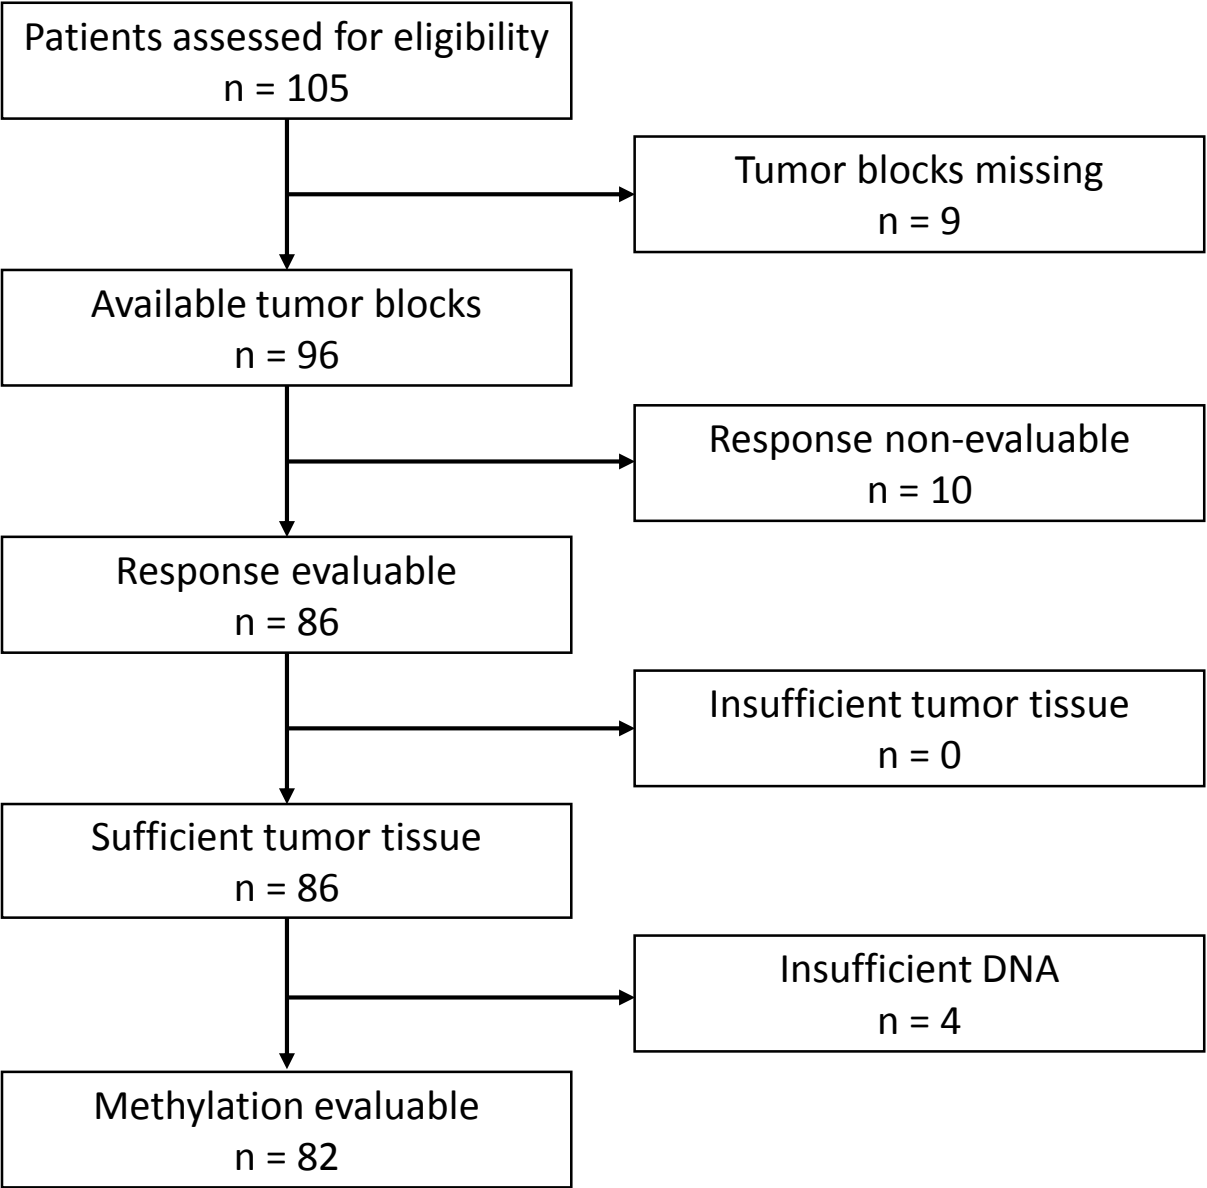 Patients assessed for eligibility
n = 105
Tumor blocks missing
n = 9
Available tumor blocks
n = 96
Response non-evaluable
n = 10
Response evaluable
n = 86
Insufficient tumor tissue
n = 0
Sufficient tumor tissue
n = 86
Insufficient DNA
n = 4
Methylation evaluable
n = 82